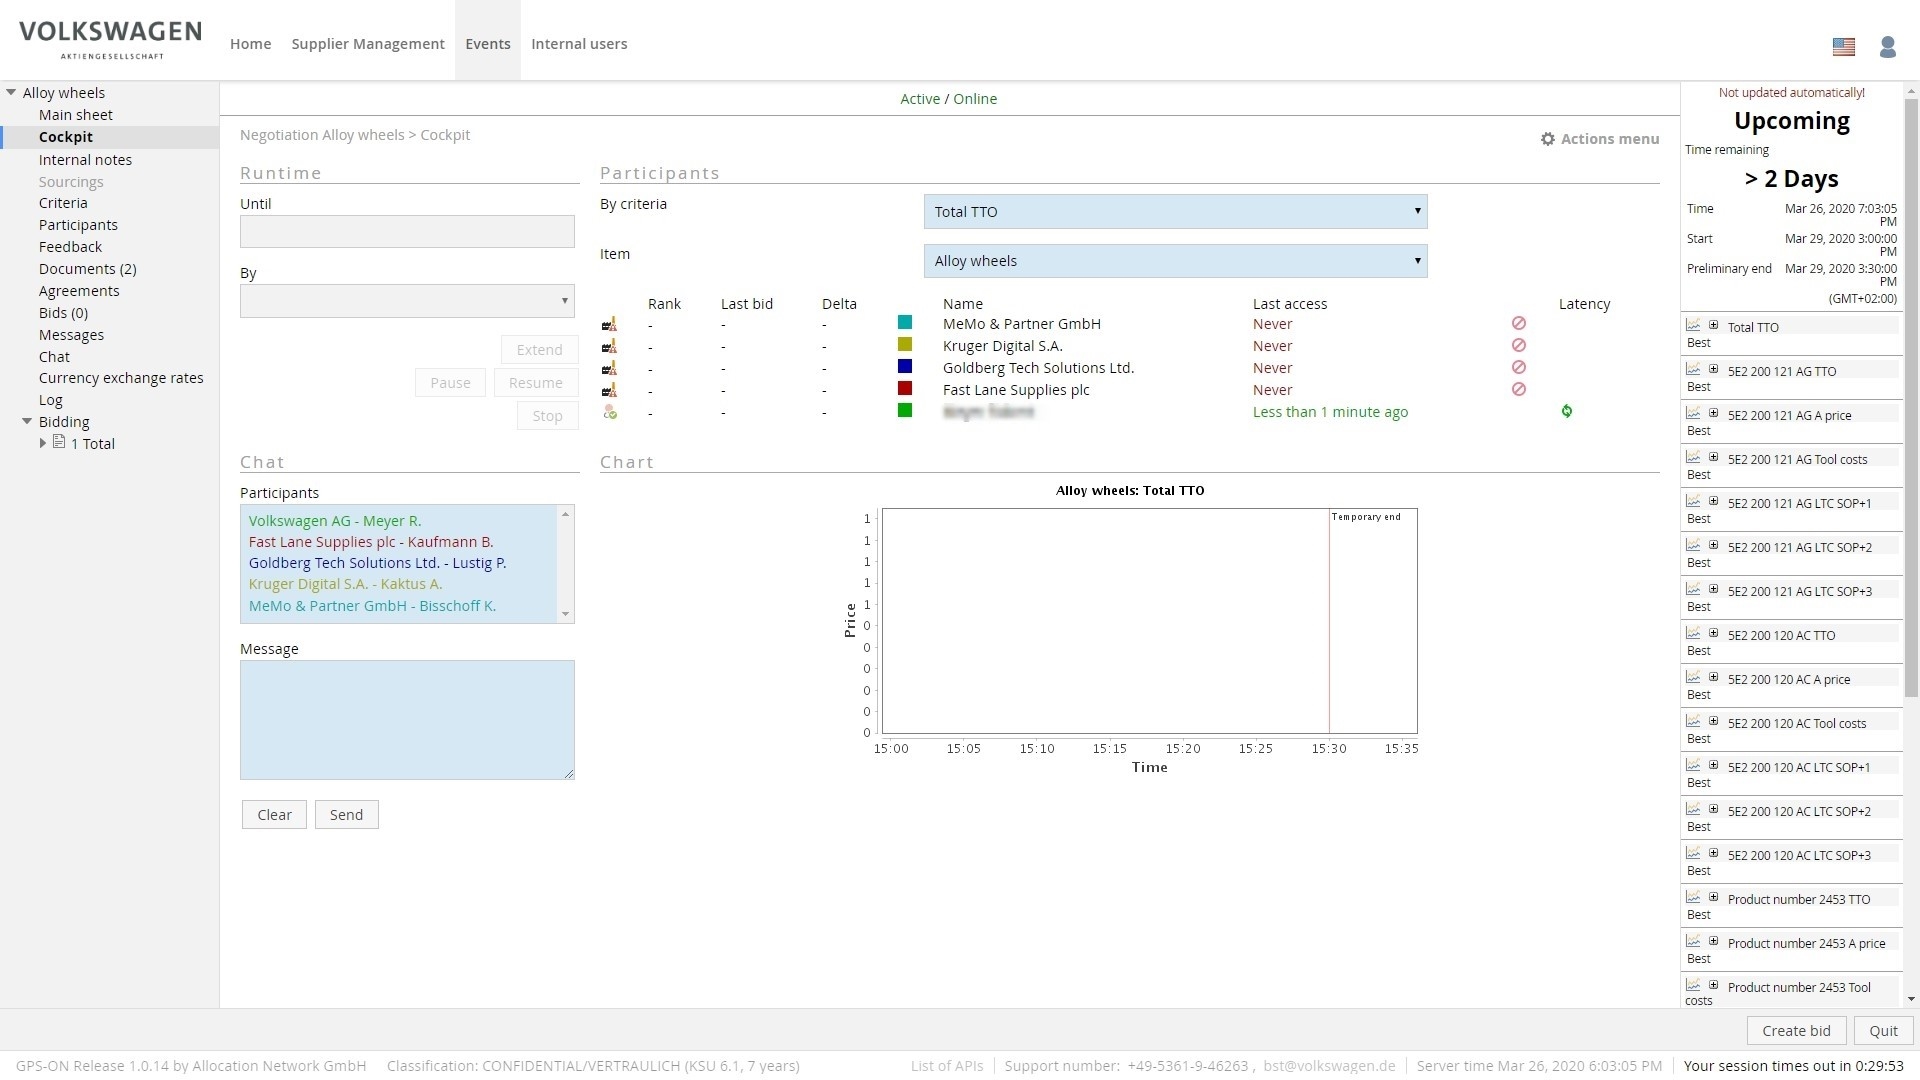 VOLKSWAGEN
AKTIENGESELLSCHAFT
Home
Supplier Management
Events
Internal users
Alloy wheels
Main sheet
Cockpit
Internal notes
Sourcings
Criteria
Participants
Feedback
Documents (2)
Agreements
Bids (0)
Messages
Chat
Currency exchange rates
Log
Bidding
1 Total
Active / Online
Negotiation Alloy wheels > Cockpit
Actions menu
Runtime
Until
By
Extend
Pause
Resume
Stop
Participants
By criteria
Total TTO
Item
Alloy wheels
Rank Last bid Delta Name Last access Latency
- - - MeMo & Partner GmbH Never
- - - Kruger Digital S.A. Never
- - - Goldberg Tech Solutions Ltd. Never
- - - Fast Lane Supplies plc Never
- - - Less than 1 minute ago
Chat
Participants
Volkswagen AG - Meyer R.
Fast Lane Supplies plc - Kaufmann B.
Goldberg Tech Solutions Ltd. - Lustig P.
Kruger Digital S.A. - Kaktus A.
MeMo & Partner GmbH - Bisschoff K.
Message
Clear
Send
Chart
Alloy wheels: Total TTO
Temporary end
Price
1
1
1
1
1
0
0
0
0
0
0
15:00 15:05 15:10 15:15 15:20 15:25 15:30 15:35
Time
Not updated automatically!
Upcoming
Time remaining
> 2 Days
Time Mar 26, 2020 7:03:05
PM
Start Mar 29, 2020 3:00:00
PM
Preliminary end Mar 29, 2020 3:30:00
PM
(GMT+02:00)
Total TTO
Best
5E2 200 121 AG TTO
Best
5E2 200 121 AG A price
Best
5E2 200 121 AG Tool costs
Best
5E2 200 121 AG LTC SOP+1
Best
5E2 200 121 AG LTC SOP+2
Best
5E2 200 121 AG LTC SOP+3
Best
5E2 200 120 AC TTO
Best
5E2 200 120 AC A price
Best
5E2 200 120 AC Tool costs
Best
5E2 200 120 AC LTC SOP+1
Best
5E2 200 120 AC LTC SOP+2
Best
5E2 200 120 AC LTC SOP+3
Best
Product number 2453 TTO
Best
Product number 2453 A price
Best
Product number 2453 Tool
costs
Create bid
Quit
GPS-ON Release 1.0.14 by Allocation Network GmbH
Classification: CONFIDENTIAL/VERTRAULICH (KSU 6.1, 7 years)
List of APIs
Support number: +49-5361-9-46263 , bst@volkswagen.de
Server time Mar 26, 2020 6:03:05 PM
Your session times out in 0:29:53